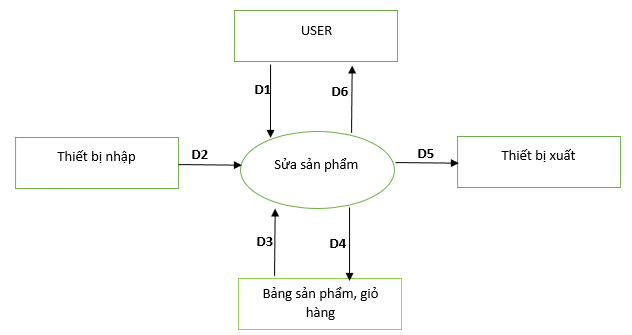 USER
D1
D6
Thiết bị nhập
D2
Sửa sản phẩm
D5
Thiết bị xuất
D3
D4
Bảng sản phẩm, giỏ
hàng